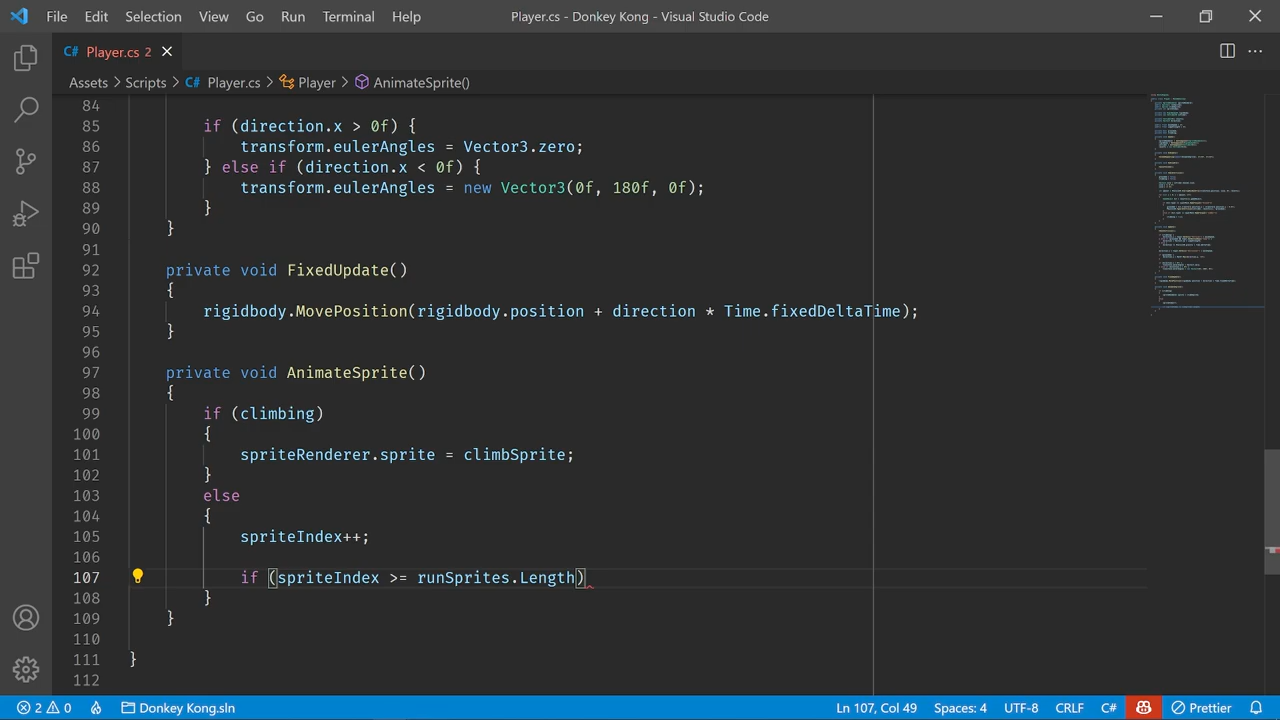 File Edit Selection View Go Run Terminal Help Player.cs - Donkey Kong - Visual Studio Code
C# Player.cs 2
Assets > Scripts > C# Player.cs > Player > AnimateSprite()
84
85 if (direction.x > 0f) {
86 transform.eulerAngles = Vector3.zero;
87 } else if (direction.x < 0f) {
88 transform.eulerAngles = new Vector3(0f, 180f, 0f);
89 }
90 }
91
92 private void FixedUpdate()
93 {
94 rigidbody.MovePosition(rigidbody.position + direction * Time.fixedDeltaTime);
95 }
96
97 private void AnimateSprite()
98 {
99 if (climbing)
100 {
101 spriteRenderer.sprite = climbSprite;
102 }
103 else
104 {
105 spriteIndex++;
106
107 if (spriteIndex >= runSprites.Length)
108 }
109 }
110
111 }
112
2 0 Donkey Kong.sln Ln 107, Col 49 Spaces: 4 UTF-8 CRLF C# Prettier